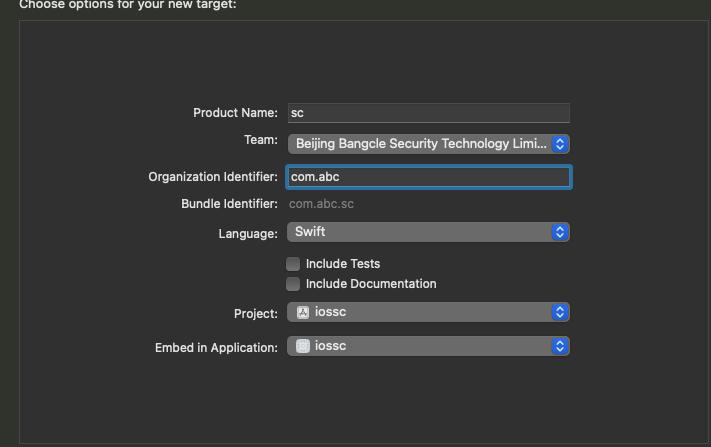 Choose options for your new target:
Product Name: sc
Team: Beijing Bangcle Security Technology Limi...
Organization Identifier: com.abc
Bundle Identifier: com.abc.sc
Language: Swift
Include Tests
Include Documentation
Project: iossc
Embed in Application: iossc